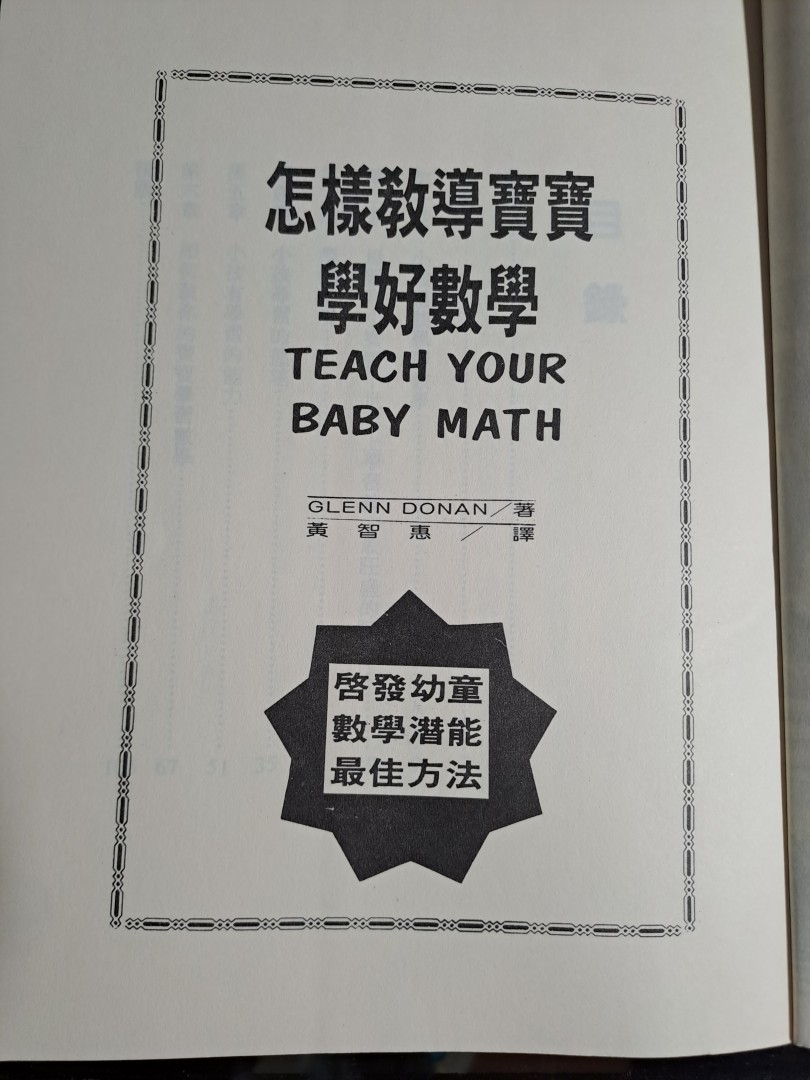 怎樣教導寶寶
學好數學
TEACH YOUR
BABY MATH
GLENN DONAN／著
黃智惠／譯
啓發幼童
數學潛能
最佳方法